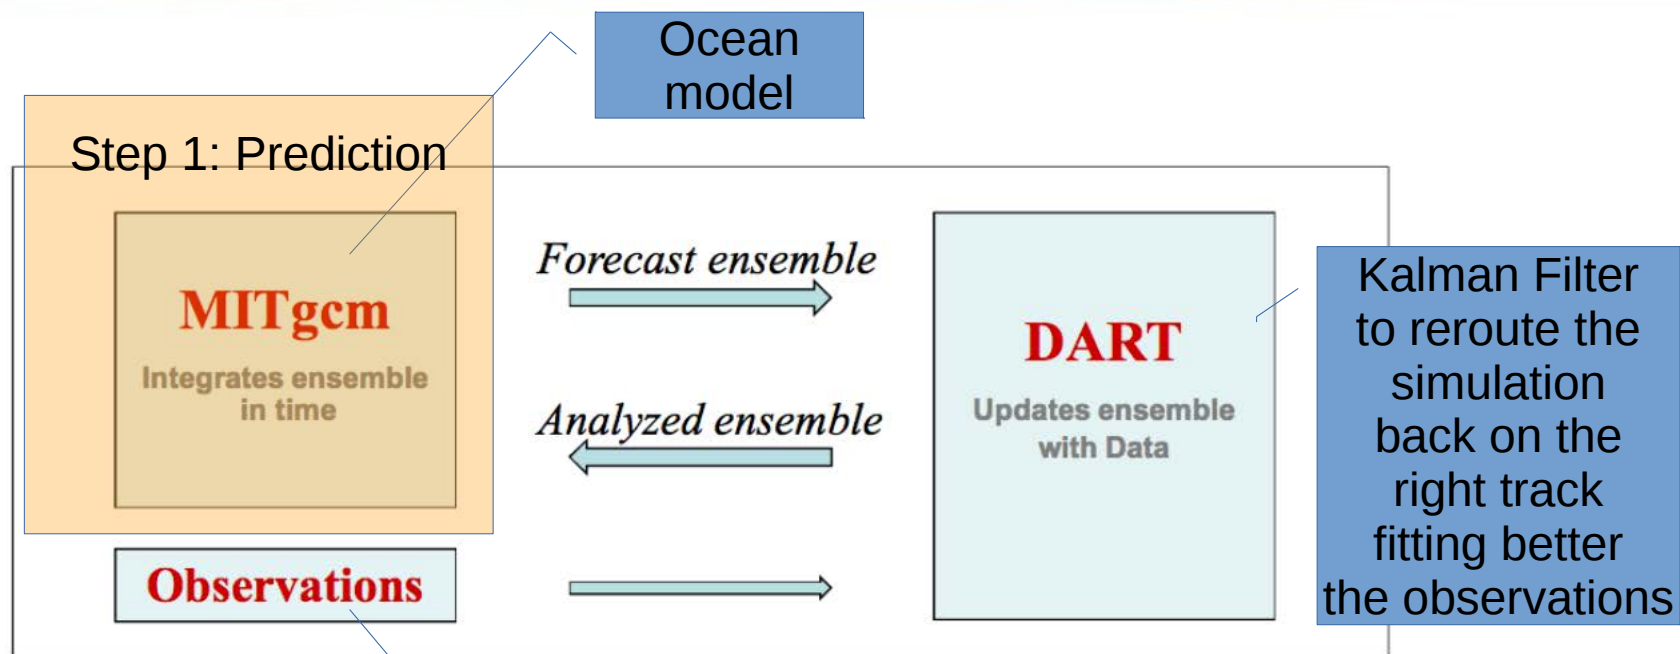 Ocean
model
Step 1: Prediction
MITgcm
Integrates ensemble
in time
Forecast ensemble
Analyzed ensemble
DART
Updates ensemble
with Data
Kalman Filter
to reroute the
simulation
back on the
right track
fitting better
the observations
Observations